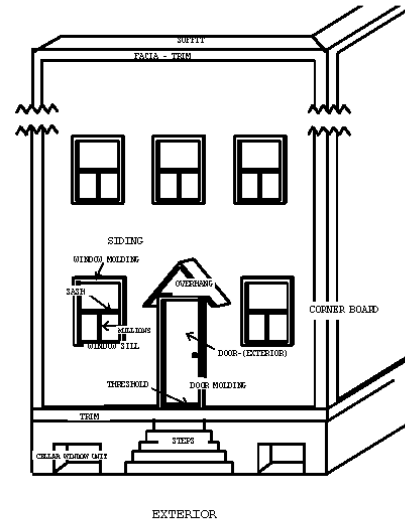 SOFFIT
FACIA - TRIM
SIDING
WINDOW MOLDING
OVERHANG
SASH
CORNER BOARD
MULLIONS
WINDOW SILL
DOOR-(EXTERIOR)
THRESHOLD
DOOR MOLDING
TRIM
STEPS
CELLAR WINDOW UNIT
EXTERIOR